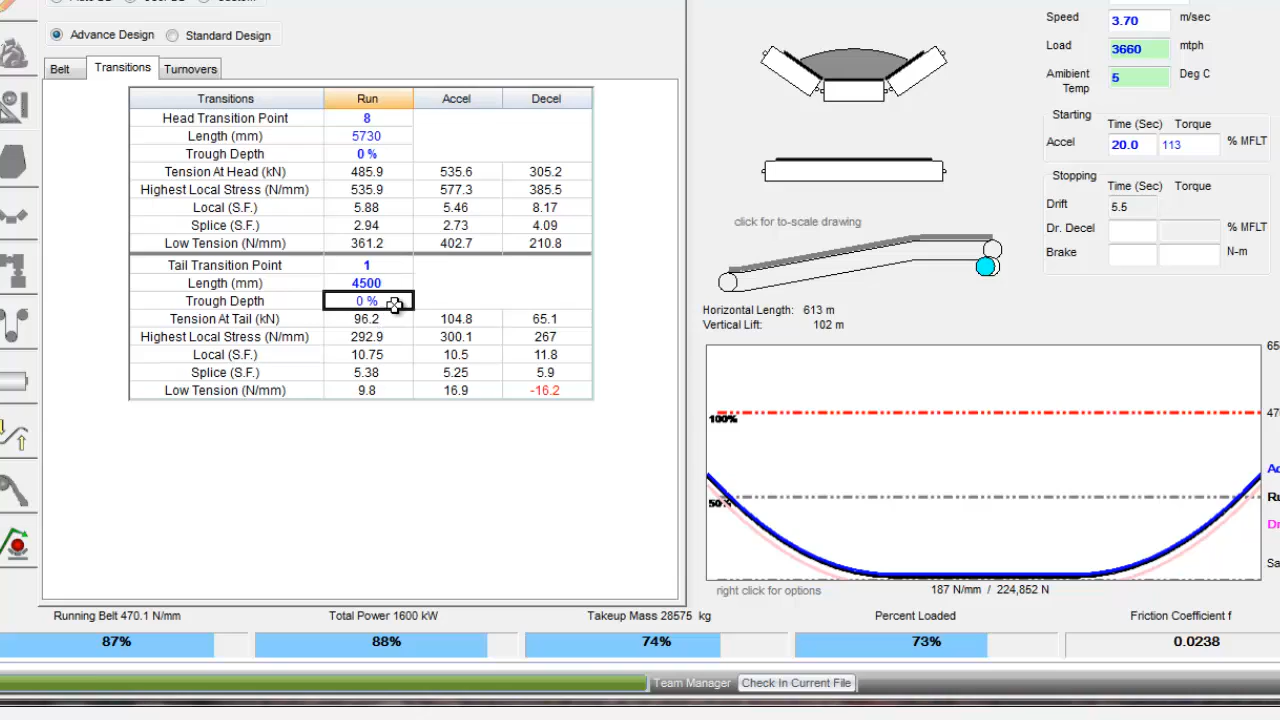 Advance Design Standard Design
Belt Transitions Turnovers
Transitions Run Accel Decel
Head Transition Point 8
Length (mm) 5730
Trough Depth 0 %
Tension At Head (kN) 485.9 535.6 305.2
Highest Local Stress (N/mm) 535.9 577.3 385.5
Local (S.F.) 5.88 5.46 8.17
Splice (S.F.) 2.94 2.73 4.09
Low Tension (N/mm) 361.2 402.7 210.8
Tail Transition Point 1
Length (mm) 4500
Trough Depth 0 %
Tension At Tail (kN) 96.2 104.8 65.1
Highest Local Stress (N/mm) 292.9 300.1 267
Local (S.F.) 10.75 10.5 11.8
Splice (S.F.) 5.38 5.25 5.9
Low Tension (N/mm) 9.8 16.9 -16.2
Speed 3.70 m/sec
Load 3660 mtph
Ambient Temp 5 Deg C
Starting
Time (Sec) Torque
Accel 20.0 113 % MFLT
Stopping
Time (Sec) Torque
Drift 5.5
Dr. Decel % MFLT
Brake N-m
click for to-scale drawing
Horizontal Length: 613 m
Vertical Lift: 102 m
100%
50%
65
47
Ac
Ru
Dr
Sa
right click for options 187 N/mm / 224,852 N
Running Belt 470.1 N/mm Total Power 1600 kW Takeup Mass 28575 kg Percent Loaded Friction Coefficient f
87% 88% 74% 73% 0.0238
Team Manager Check In Current File